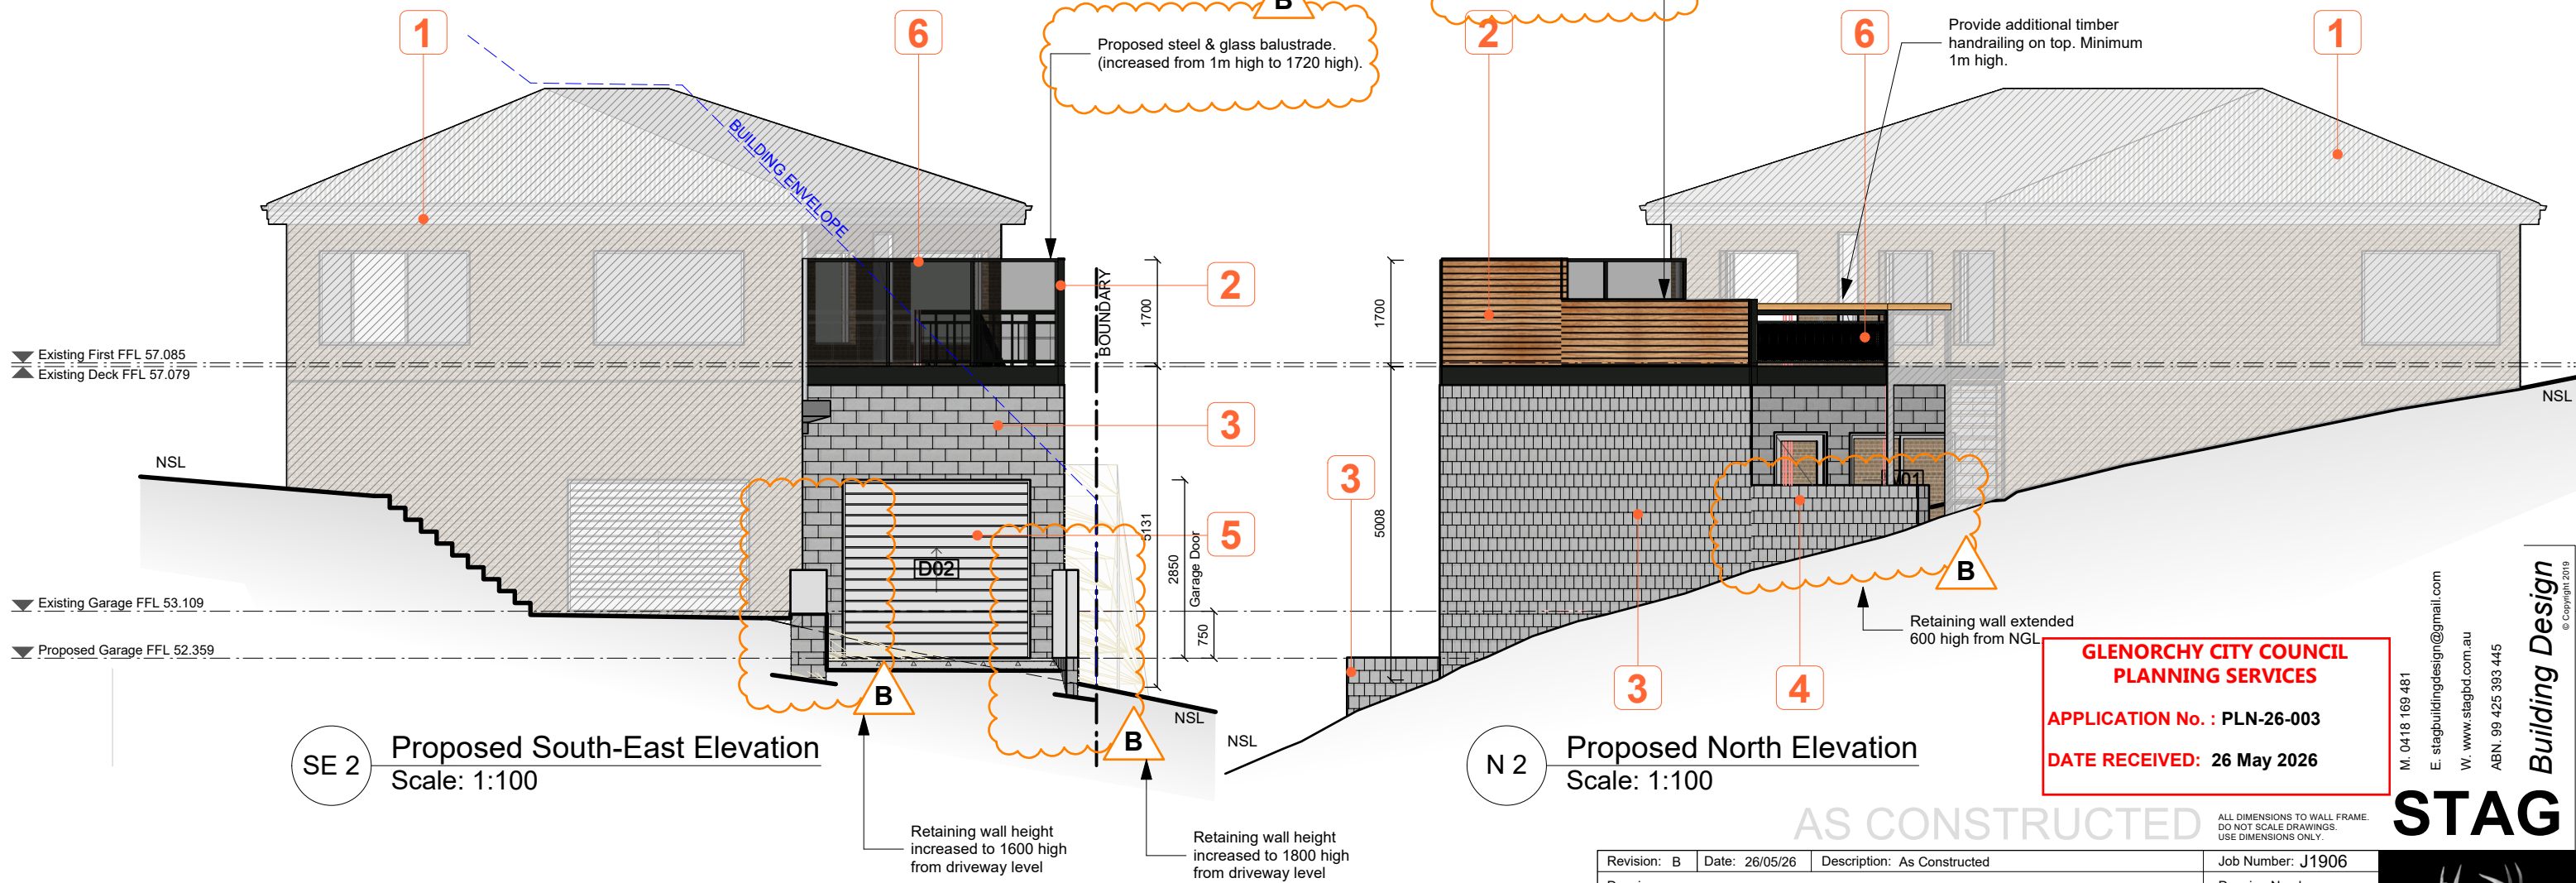 1
6
B
Proposed steel & glass balustrade.
(increased from 1m high to 1720 high).
2
6
Provide additional timber
handrailing on top. Minimum
1m high.
1
BUILDING ENVELOPE
2
BOUNDARY
1700
1700
Existing First FFL 57.085
Existing Deck FFL 57.079
NSL
NSL
3
3
5131
5008
5
D02
2850
Garage Door
750
4
B
Existing Garage FFL 53.109
Proposed Garage FFL 52.359
Retaining wall extended
600 high from NGL
3
4
B
B
NSL
NSL
SE 2
Proposed South-East Elevation
Scale: 1:100
N 2
Proposed North Elevation
Scale: 1:100
Retaining wall height
increased to 1600 high
from driveway level
Retaining wall height
increased to 1800 high
from driveway level
GLENORCHY CITY COUNCIL
PLANNING SERVICES
APPLICATION No. : PLN-26-003
DATE RECEIVED: 26 May 2026
M. 0418 169 481
E. stagbuildingdesign@gmail.com
W. www.stagbd.com.au
ABN. 99 425 393 445
Building Design
© Copyright 2019
STAG
AS CONSTRUCTED
ALL DIMENSIONS TO WALL FRAME.
DO NOT SCALE DRAWINGS.
USE DIMENSIONS ONLY.
Revision: B Date: 26/05/26 Description: As Constructed
Job Number: J1906